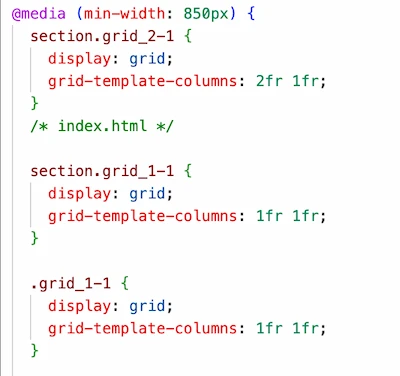 @media (min-width: 850px) {
section.grid_2-1 {
display: grid;
grid-template-columns: 2fr 1fr;
}
/* index.html */
section.grid_1-1 {
display: grid;
grid-template-columns: 1fr 1fr;
}
.grid_1-1 {
display: grid;
grid-template-columns: 1fr 1fr;
}